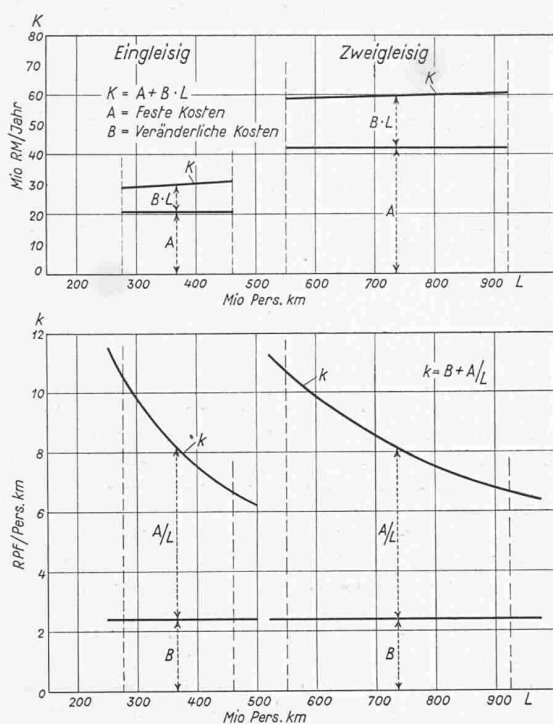 K
80
70
60
50
40
30
20
10
0
Mio RM/Jahr
Eingleisig
Zweigleisig
K = A + B · L
A = Feste Kosten
B = Veränderliche Kosten
K
B·L
A
K
B·L
A
200 300 400 500 600 700 800 900 L
Mio Pers. km
k
12
10
8
6
4
2
0
RPF/Pers. km
k = B + A/L
k
A/L
B
k
A/L
B
200 300 400 500 600 700 800 900 L
Mio Pers. km